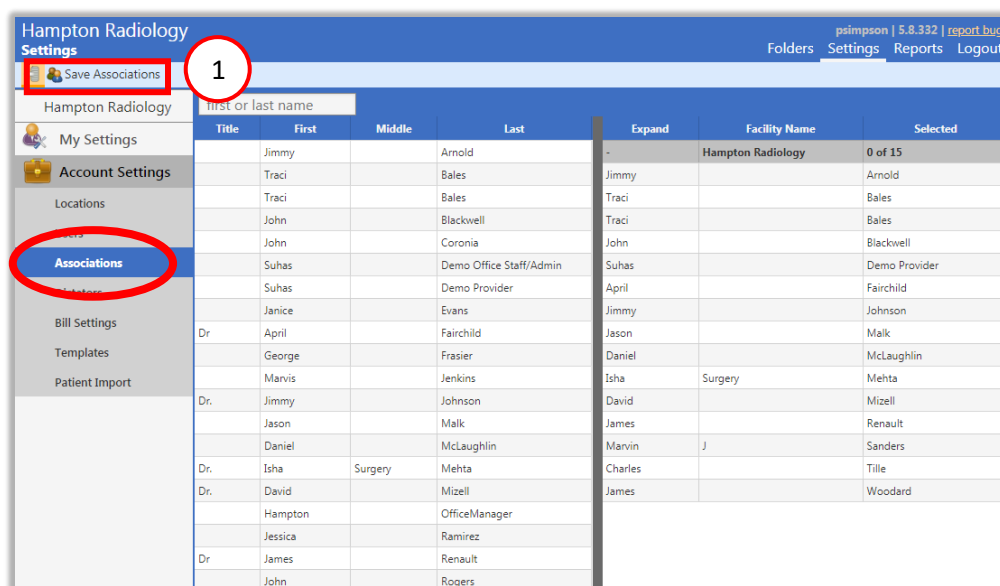 Hampton Radiology
psimpson | 5.8.332 | report bug
Settings
Folders Settings Reports Logout
Save Associations
1
Hampton Radiology
first or last name
My Settings
Account Settings
Locations
Users
Associations
Dictators
Bill Settings
Templates
Patient Import
Title First Middle Last
Jimmy Arnold
Traci Bales
Traci Bales
John Blackwell
John Coronia
Suhas Demo Office Staff/Admin
Suhas Demo Provider
Janice Evans
Dr April Fairchild
George Frasier
Marvis Jenkins
Dr. Jimmy Johnson
Jason Malk
Daniel McLaughlin
Dr. Isha Surgery Mehta
Dr. David Mizell
Hampton OfficeManager
Jessica Ramirez
Dr James Renault
John Rogers
Expand Facility Name Selected
- Hampton Radiology 0 of 15
Jimmy Arnold
Traci Bales
Traci Bales
John Blackwell
Suhas Demo Provider
April Fairchild
Jimmy Johnson
Jason Malk
Daniel McLaughlin
Isha Surgery Mehta
David Mizell
James Renault
Marvin J Sanders
Charles Tille
James Woodard